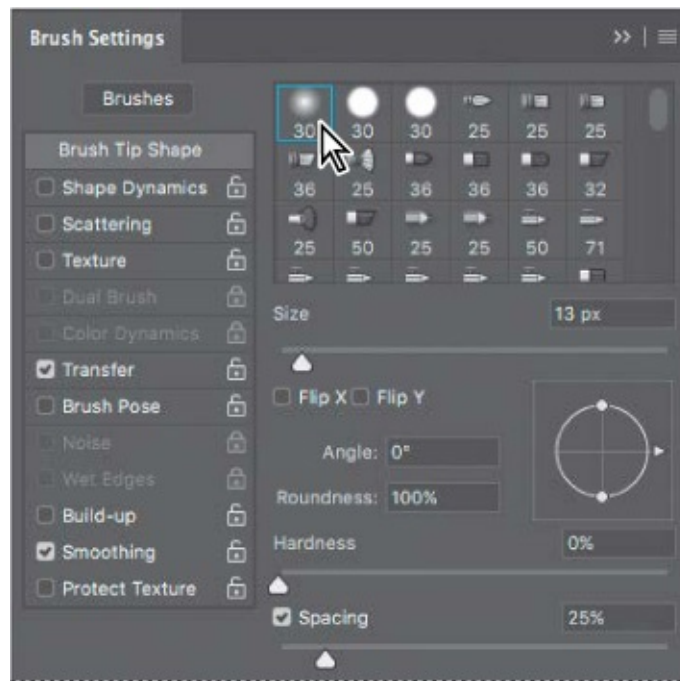 Brush Settings
Brushes
Brush Tip Shape
Shape Dynamics
Scattering
Texture
Dual Brush
Color Dynamics
Transfer
Brush Pose
Noise
Wet Edges
Build-up
Smoothing
Protect Texture
30 30 30 25 25 25
36 25 36 36 36 32
25 50 25 25 50 71
Size 13 px
Flip X Flip Y
Angle: 0°
Roundness: 100%
Hardness 0%
Spacing 25%